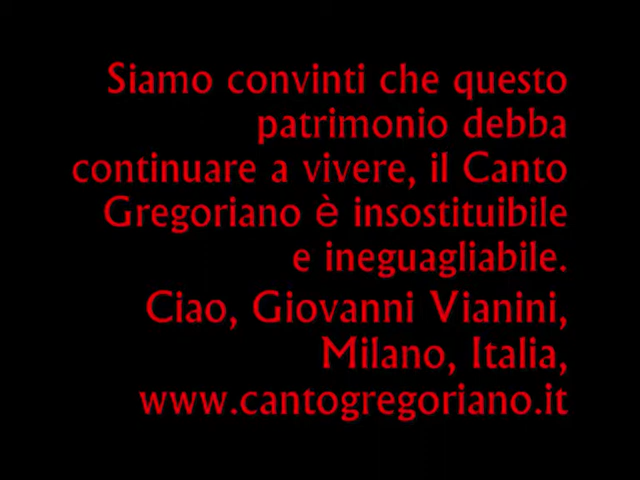 Siamo convinti che questo
patrimonio debba
continuare a vivere, il Canto
Gregoriano è insostituibile
e ineguagliabile.
Ciao, Giovanni Vianini,
Milano, Italia,
www.cantogregoriano.it